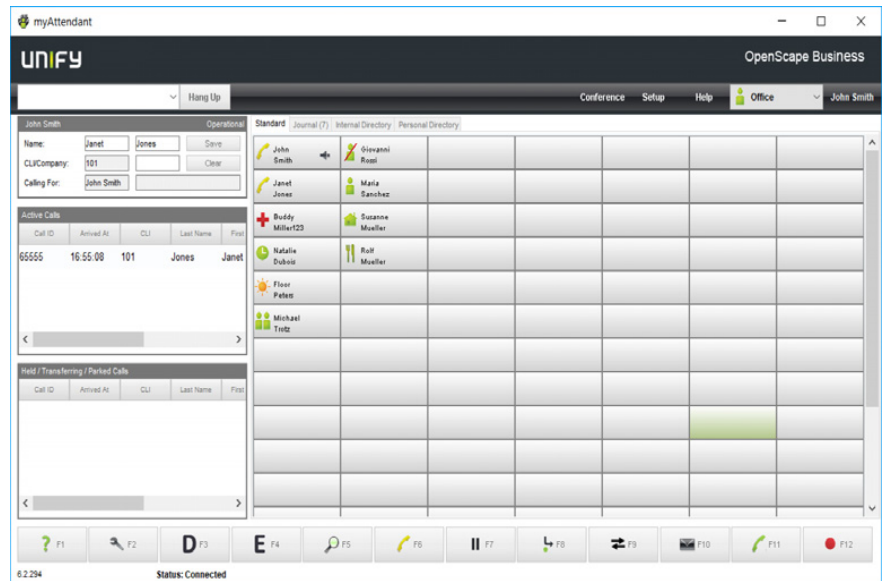 myAttendant
UNIFY
OpenScape Business
Hang Up
Conference Setup Help Office John Smith
John Smith Operational
Name: Janet Jones Save
CLI/Company: 101 Clear
Calling For: John Smith
Active Calls
Call ID Arrived At CLI Last Name First
65555 16:55:08 101 Jones Janet
Held / Transferring / Parked Calls
Call ID Arrived At CLI Last Name First
Standard Journal (7) Internal Directory Personal Directory
John Smith
Giovanni Rossi
Janet Jones
Maria Sanchez
Buddy Miller123
Suzanne Mueller
Natalie Dubois
Rolf Mueller
Floor Peters
Michael Trotz
? F1 F2 D F3 E F4 F5 F6 F7 F8 F9 F10 F11 F12
6.2.294 Status: Connected